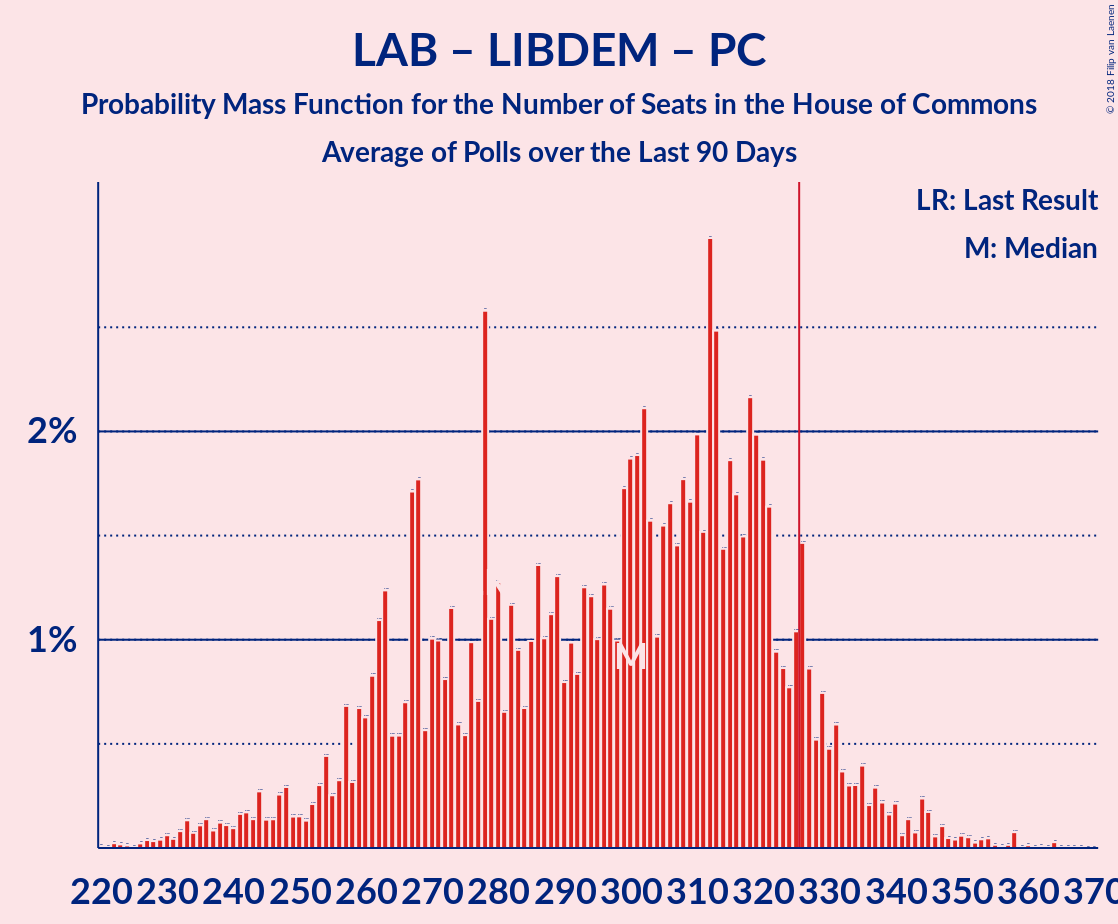 LAB – LIBDEM – PC
Probability Mass Function for the Number of Seats in the House of Commons
Average of Polls over the Last 90 Days
© 2018 Filip van Laenen
LR: Last Result
M: Median
2%
1%
M
220 230 240 250 260 270 280 290 300 310 320 330 340 350 360 370